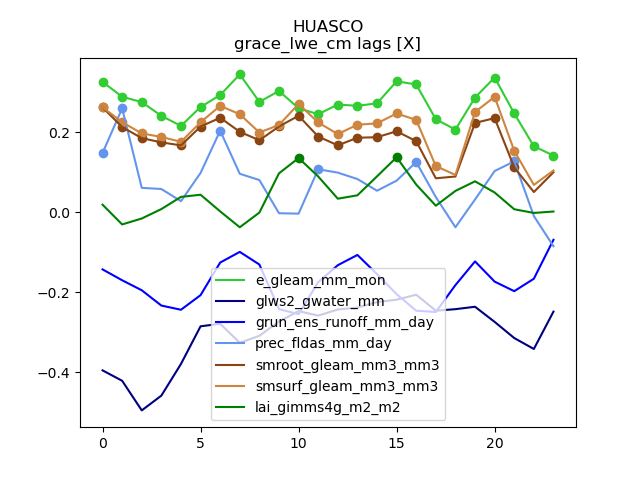 HUASCO
grace_lwe_cm lags [X]
0.2
0.0
−0.2
−0.4
e_gleam_mm_mon
glws2_gwater_mm
grun_ens_runoff_mm_day
prec_fldas_mm_day
smroot_gleam_mm3_mm3
smsurf_gleam_mm3_mm3
lai_gimms4g_m2_m2
0 5 10 15 20